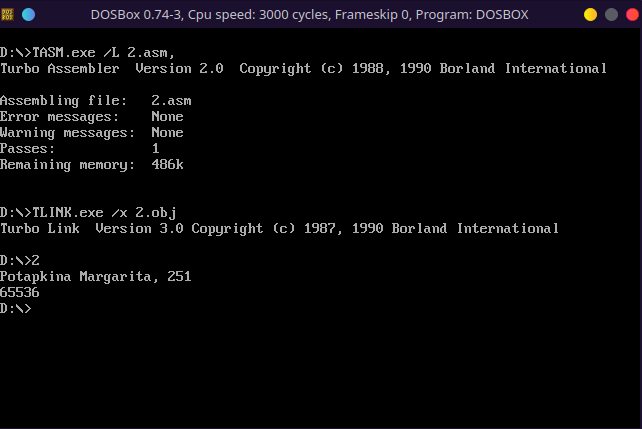 DOSBox 0.74-3, Cpu speed: 3000 cycles, Frameskip 0, Program: DOSBOX
D:\>TASM.exe /L 2.asm,
Turbo Assembler  Version 2.0  Copyright (c) 1988, 1990 Borland International
Assembling file:   2.asm
Error messages:    None
Warning messages:  None
Passes:            1
Remaining memory:  486k
D:\>TLINK.exe /x 2.obj
Turbo Link  Version 3.0 Copyright (c) 1987, 1990 Borland International
D:\>2
Potapkina Margarita, 251
65536
D:\>